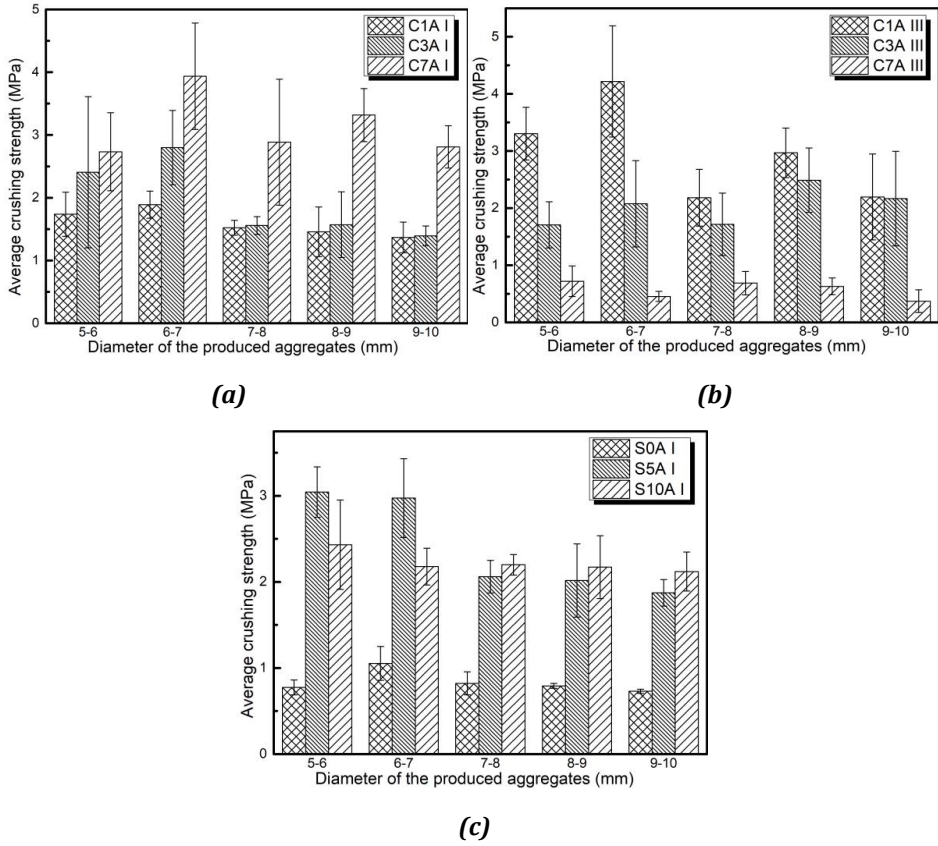 (a)
5
4
3
2
1
0
Average crushing strength (MPa)
C1A I
C3A I
C7A I
5-6
6-7
7-8
8-9
9-10
Diameter of the produced aggregates (mm)
(a)
(b)
5
4
3
2
1
0
Average crushing strength (MPa)
C1A III
C3A III
C7A III
5-6
6-7
7-8
8-9
9-10
Diameter of the produced aggregates (mm)
(b)
(c)
3
2
1
0
Average crushing strength (MPa)
S0A I
S5A I
S10A I
5-6
6-7
7-8
8-9
9-10
Diameter of the produced aggregates (mm)
(c)